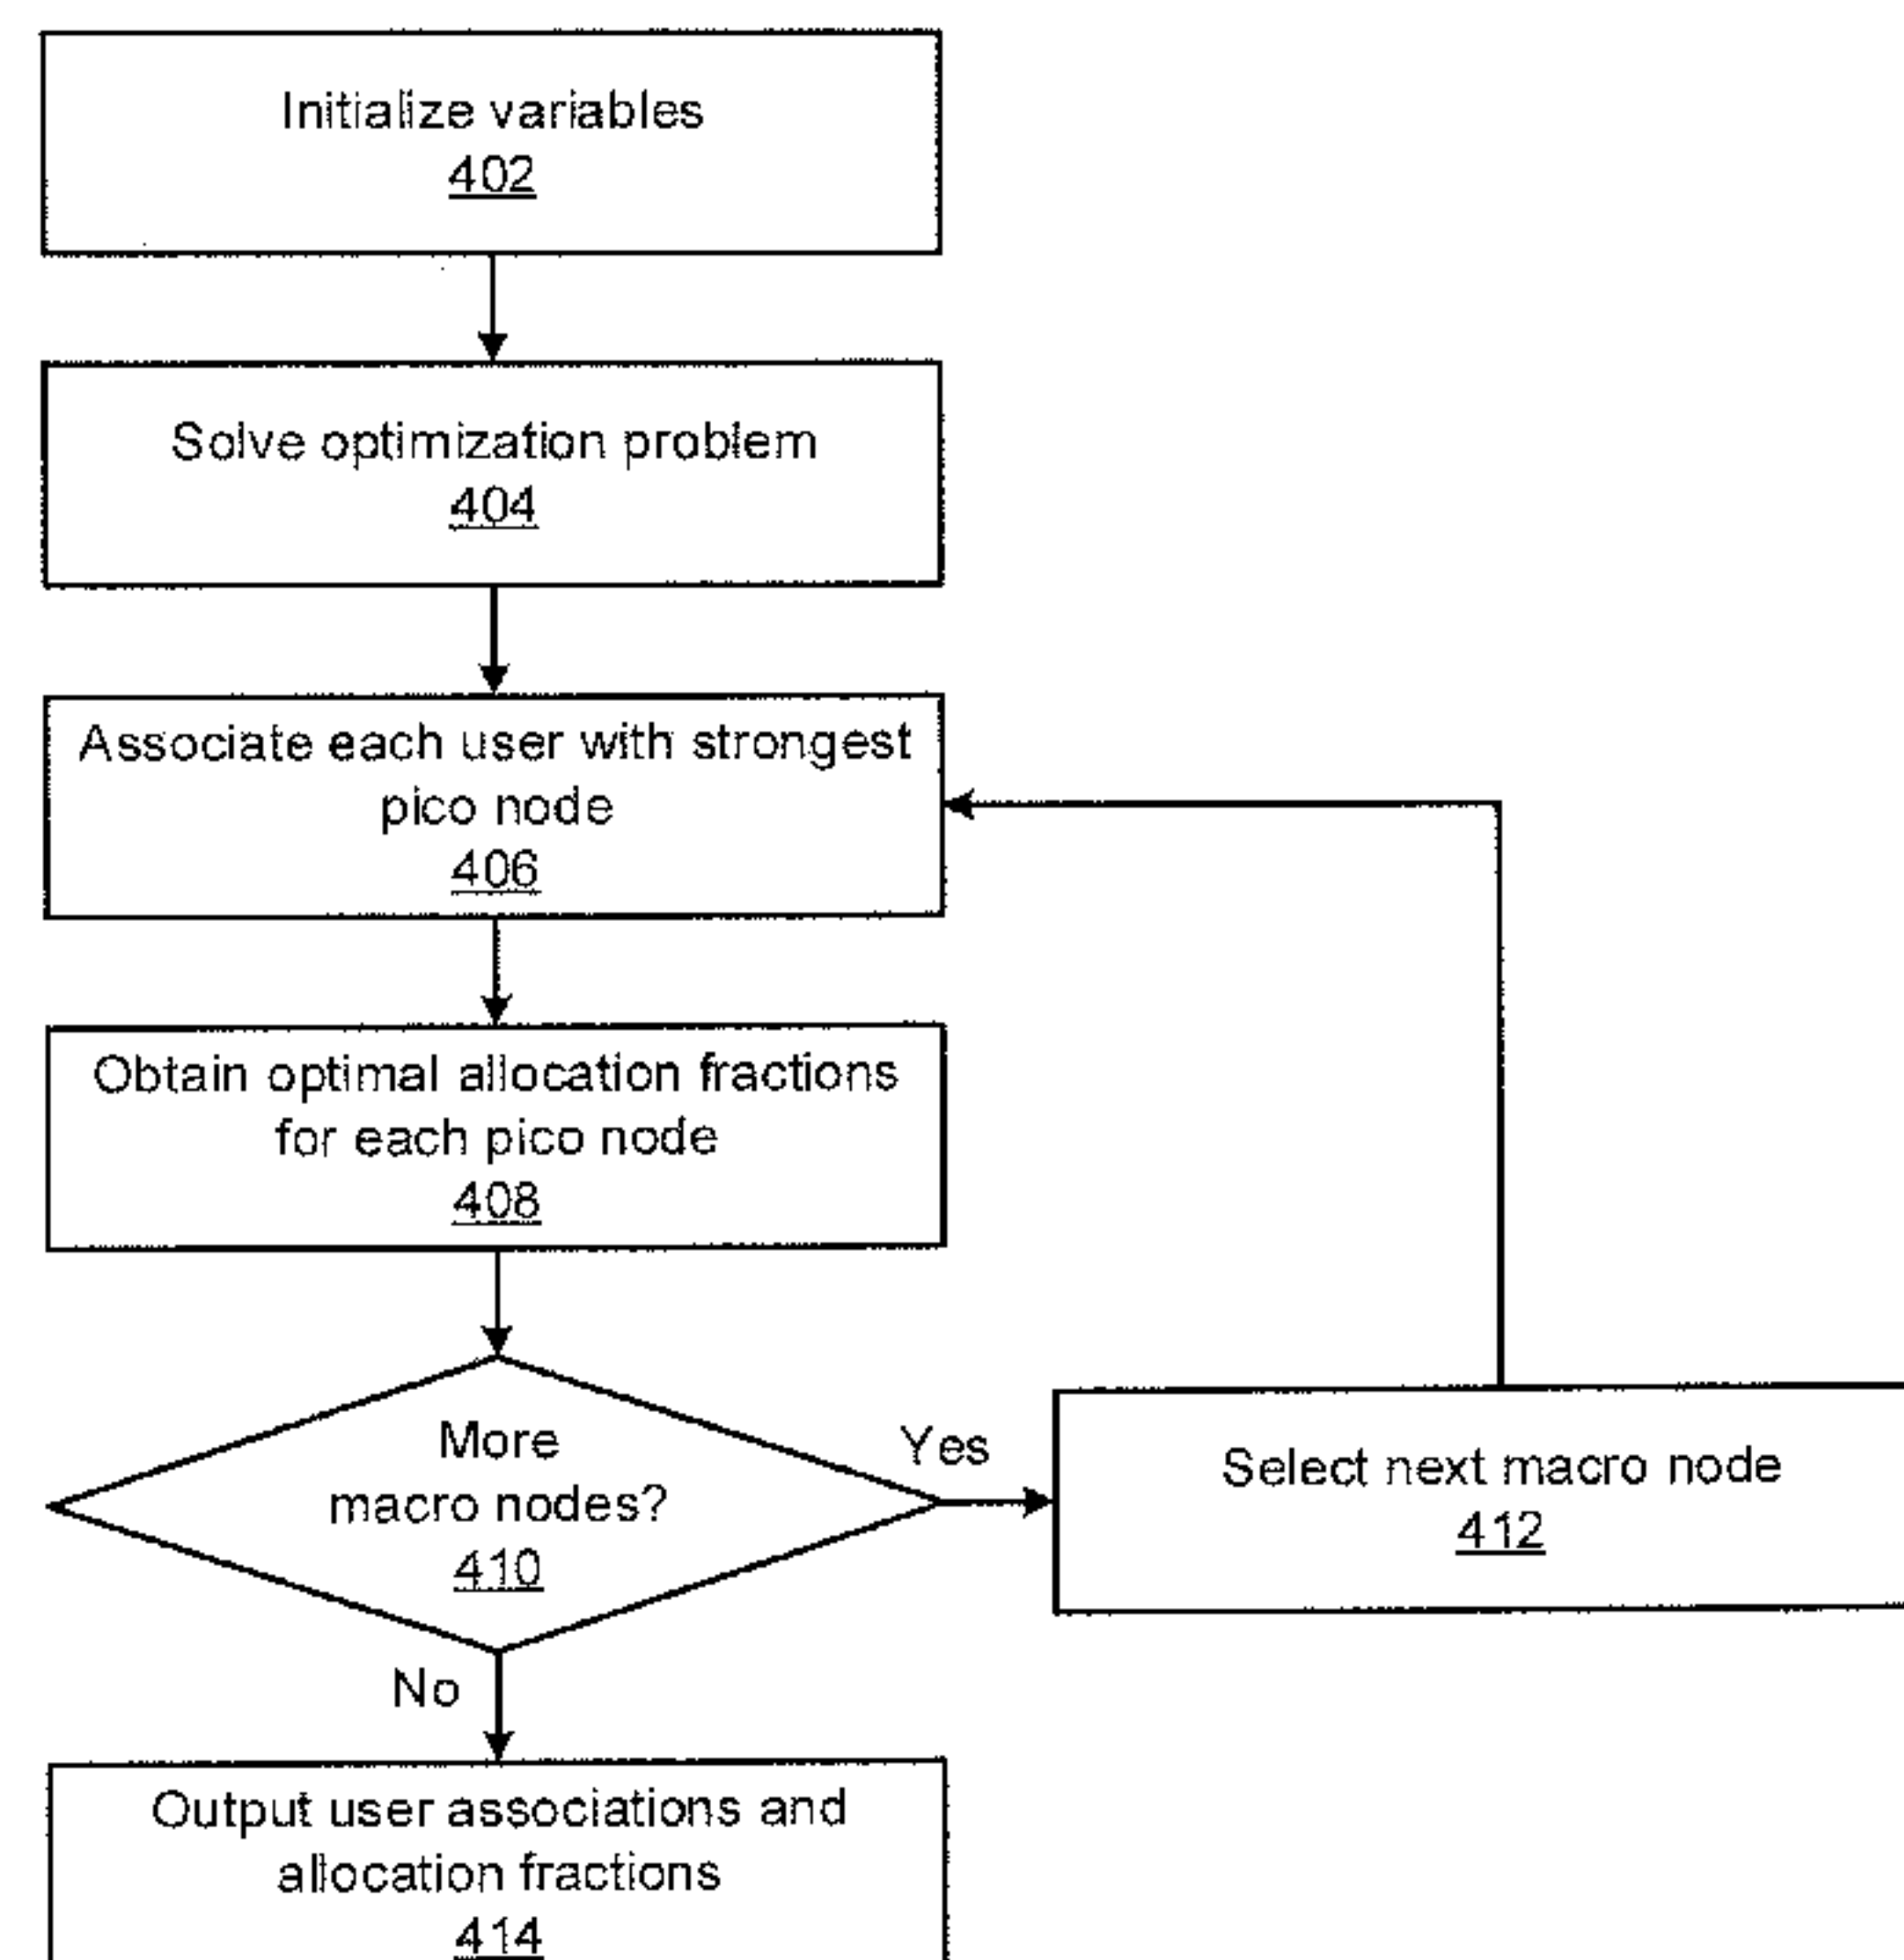 Initialize variables
402
Solve optimization problem
404
Associate each user with strongest
pico node
406
Obtain optimal allocation fractions
for each pico node
408
More
macro nodes?
410
Yes
Select next macro node
412
No
Output user associations and
allocation fractions
414